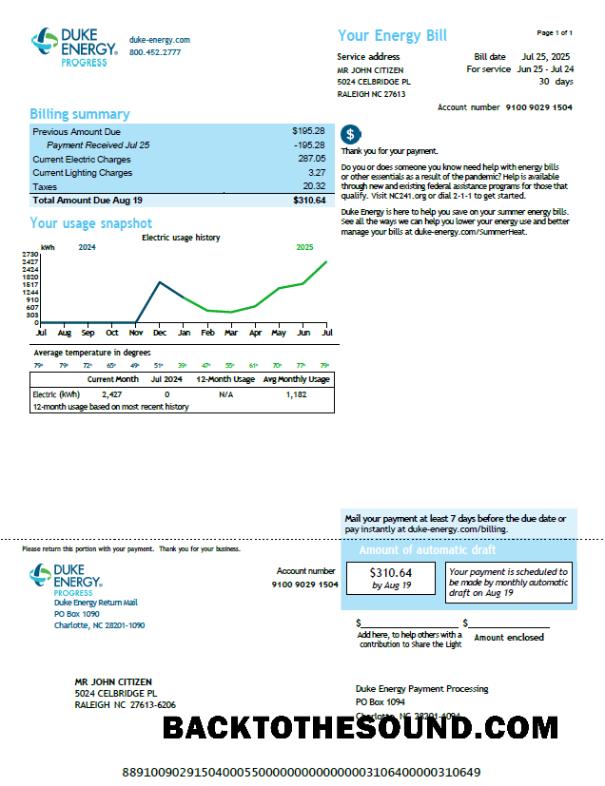 DUKE
ENERGY®
PROGRESS
duke-energy.com
800.452.2777
Your Energy Bill
Page 1 of 1
Service address
MR JOHN CITIZEN
5024 CELBRIDGE PL
RALEIGH NC 27613
Bill date Jul 25, 2025
For service Jun 25 - Jul 24
30 days
Account number 9100 9029 1504
Billing summary
Previous Amount Due $195.28
Payment Received Jul 25 -195.28
Current Electric Charges 287.05
Current Lighting Charges 3.27
Taxes 20.32
Total Amount Due Aug 19 $310.64
$
Thank you for your payment.
Do you or does someone you know need help with energy bills
or other essentials as a result of the pandemic? Help is available
through new and existing federal assistance programs for those that
qualify. Visit NC241.org or dial 2-1-1 to get started.
Duke Energy is here to help you save on your summer energy bills.
See all the ways we can help you lower your energy use and better
manage your bills at duke-energy.com/SummerHeat.
Your usage snapshot
Electric usage history
kWh 2024 2025
2730
2427
2124
1820
1517
1244
910
607
303
0
Jul Aug Sep Oct Nov Dec Jan Feb Mar Apr May Jun Jul
Average temperature in degrees
79° 79° 72° 65° 49° 51° 39° 47° 55° 61° 70° 77° 79°
Current Month Jul 2024 12-Month Usage Avg Monthly Usage
Electric (kWh) 2,427 0 N/A 1,182
12-month usage based on most recent history
Mail your payment at least 7 days before the due date or
pay instantly at duke-energy.com/billing.
Please return this portion with your payment. Thank you for your business.
Amount of automatic draft
DUKE
ENERGY®
PROGRESS
Duke Energy Return Mail
PO Box 1090
Charlotte, NC 28201-1090
Account number
9100 9029 1504
$310.64
by Aug 19
Your payment is scheduled to
be made by monthly automatic
draft on Aug 19
$ $
Add here, to help others with a
contribution to Share the Light
Amount enclosed
MR JOHN CITIZEN
5024 CELBRIDGE PL
RALEIGH NC 27613-6206
Duke Energy Payment Processing
PO Box 1094
Charlotte, NC 28201-1094
BACKTOTHESOUND.COM